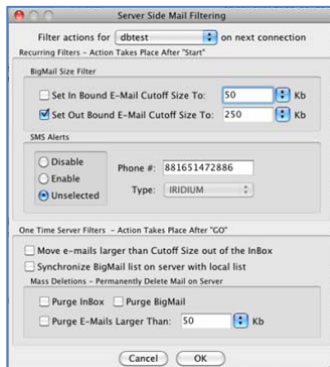 Server Side Mail Filtering
Filter actions for dbtest on next connection
Recurring Filters - Action Takes Place After "Start"
BigMail Size Filter
Set In Bound E-Mail Cutoff Size To: 50 Kb
Set Out Bound E-Mail Cutoff Size To: 250 Kb
SMS Alerts
Disable
Enable
Unselected
Phone #: 881651472886
Type: IRIDIUM
One Time Server Filters - Action Takes Place After "GO"
Move e-mails larger than Cutoff Size out of the InBox
Synchronize BigMail list on server with local list
Mass Deletions - Permanently Delete Mail on Server
Purge InBox Purge BigMail
Purge E-Mails Larger Than: 50 Kb
Cancel OK